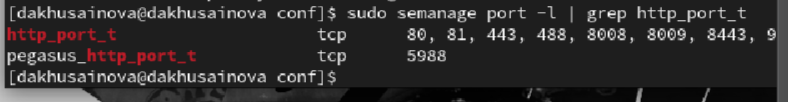 [dakhusainova@dakhusainova conf]$ sudo semanage port -l | grep http_port_t
http_port_t                    tcp      80, 81, 443, 488, 8008, 8009, 8443, 9
pegasus_http_port_t            tcp      5988
[dakhusainova@dakhusainova conf]$